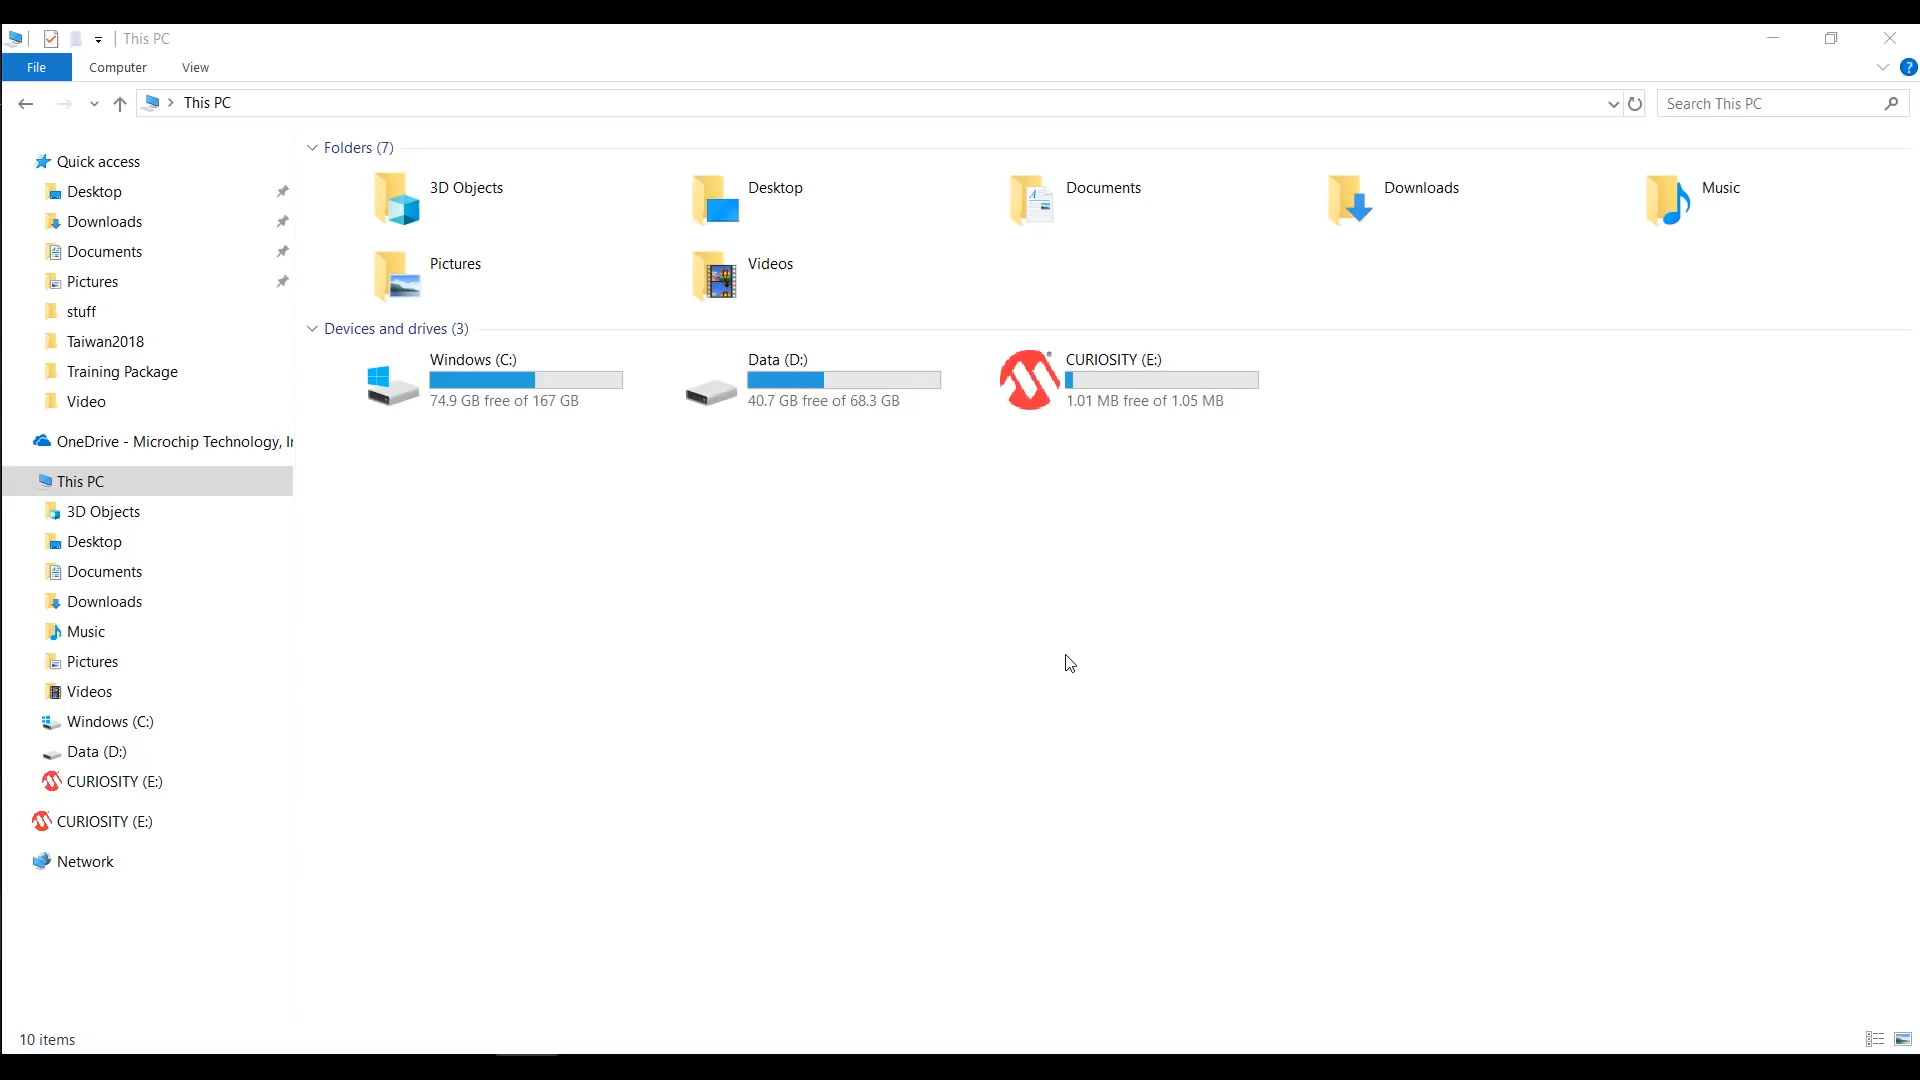 This PC
File
Computer
View
?
This PC
Search This PC
Quick access
Desktop
Downloads
Documents
Pictures
stuff
Taiwan2018
Training Package
Video
OneDrive - Microchip Technology, I
This PC
3D Objects
Desktop
Documents
Downloads
Music
Pictures
Videos
Windows (C:)
Data (D:)
CURIOSITY (E:)
CURIOSITY (E:)
Network
Folders (7)
3D Objects
Desktop
Documents
Downloads
Music
Pictures
Videos
Devices and drives (3)
Windows (C:)
74.9 GB free of 167 GB
Data (D:)
40.7 GB free of 68.3 GB
CURIOSITY (E:)
1.01 MB free of 1.05 MB
10 items